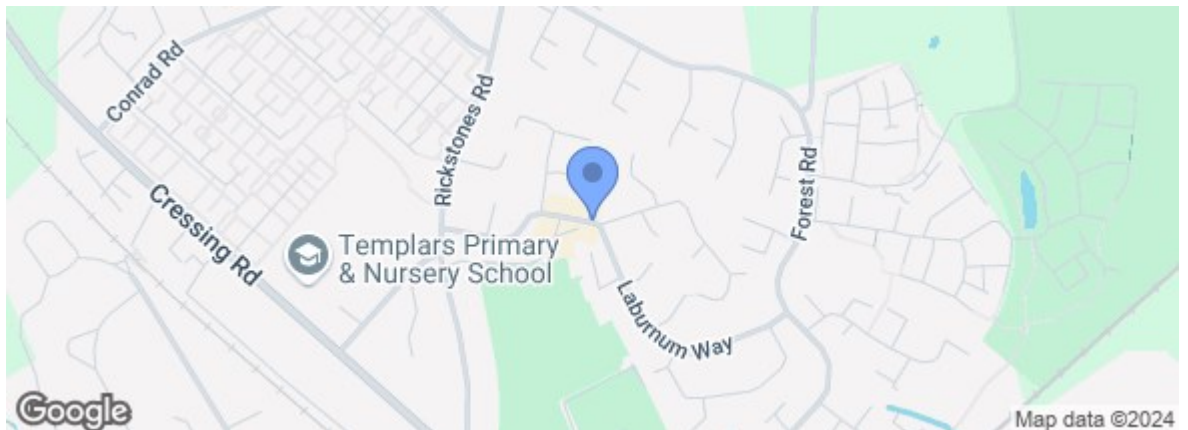 Conrad Rd
Rickstones Rd
Cressing Rd
Forest Rd
Templars Primary
& Nursery School
Laburnum Way
Google
Map data ©2024